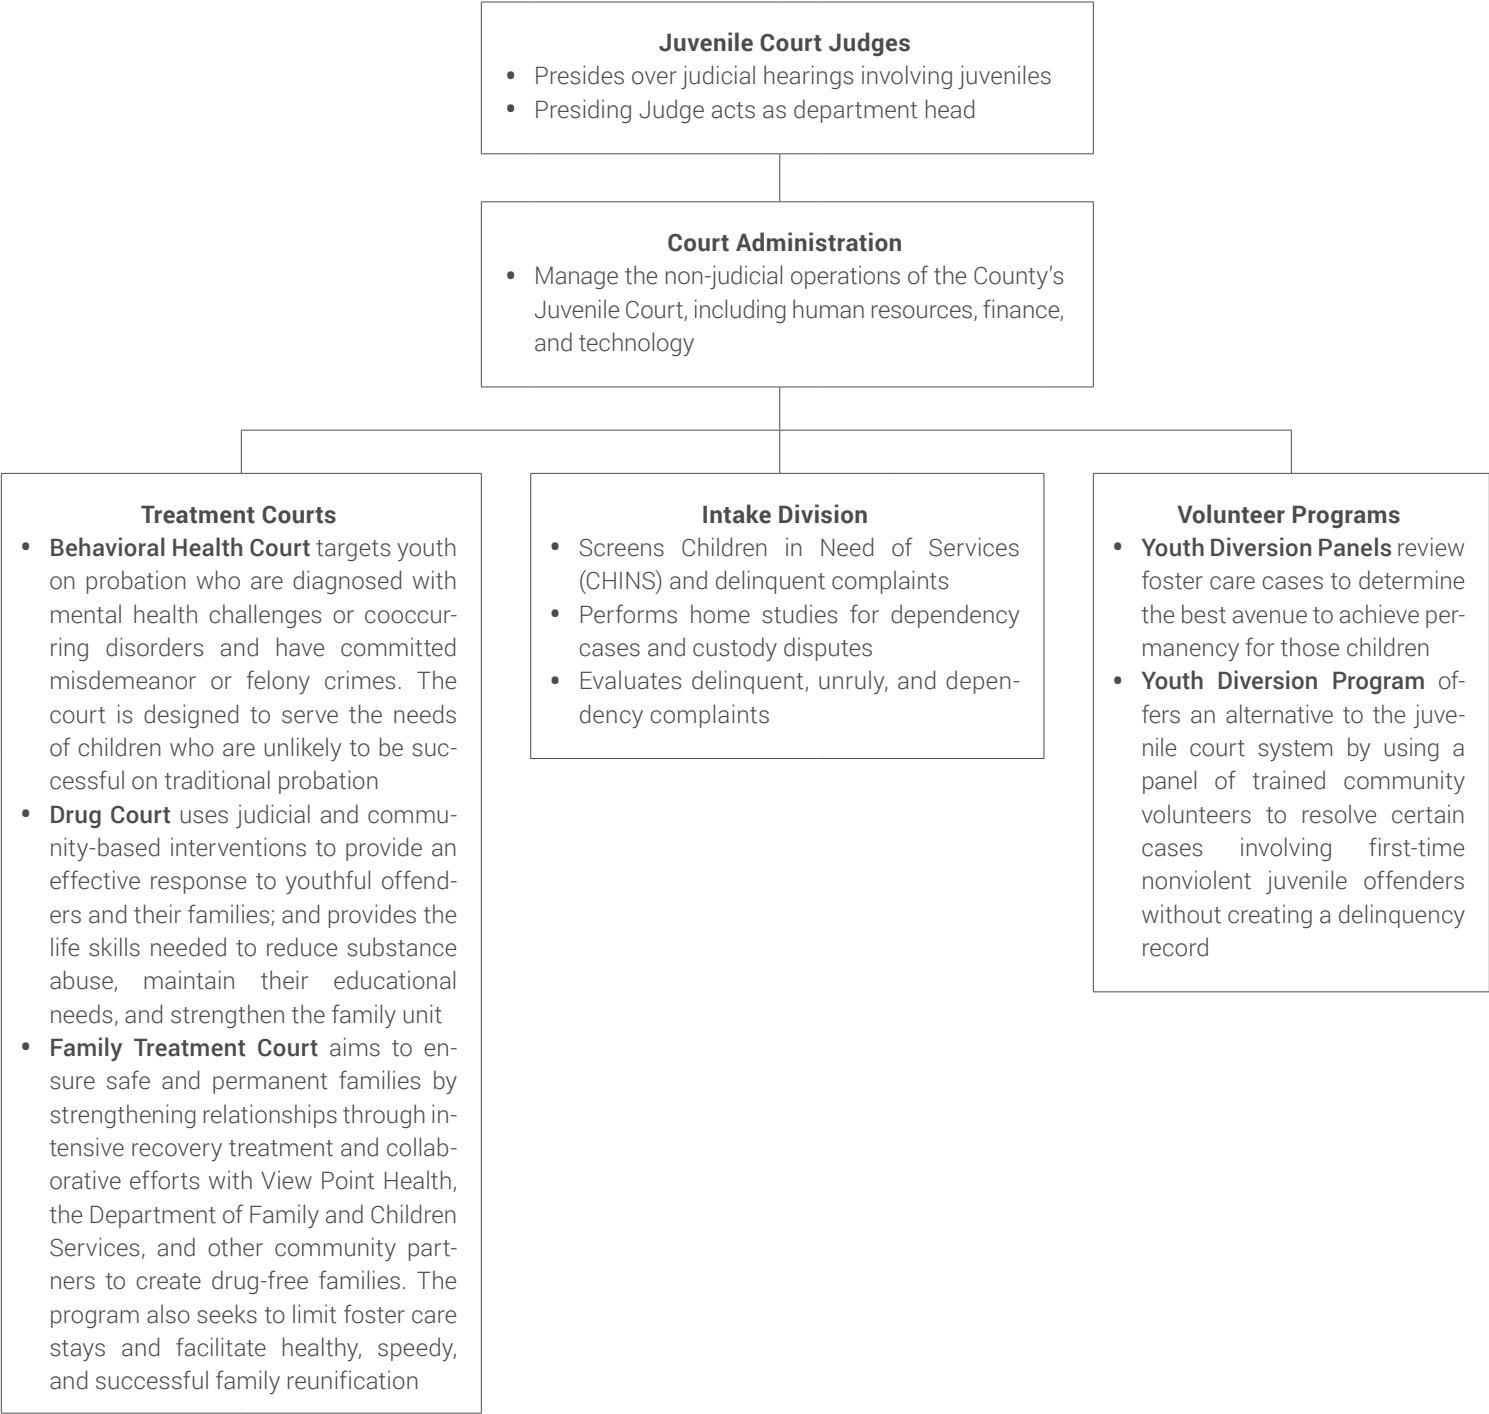 Juvenile Court Judges
• Presides over judicial hearings involving juveniles
• Presiding Judge acts as department head
Court Administration
• Manage the non-judicial operations of the County’s
Juvenile Court, including human resources, finance,
and technology
Treatment Courts
• Behavioral Health Court targets youth
on probation who are diagnosed with
mental health challenges or cooccur-
ring disorders and have committed
misdemeanor or felony crimes. The
court is designed to serve the needs
of children who are unlikely to be suc-
cessful on traditional probation
• Drug Court uses judicial and commu-
nity-based interventions to provide an
effective response to youthful offend-
ers and their families; and provides the
life skills needed to reduce substance
abuse, maintain their educational
needs, and strengthen the family unit
• Family Treatment Court aims to en-
sure safe and permanent families by
strengthening relationships through in-
tensive recovery treatment and collab-
orative efforts with View Point Health,
the Department of Family and Children
Services, and other community part-
ners to create drug-free families. The
program also seeks to limit foster care
stays and facilitate healthy, speedy,
and successful family reunification
Intake Division
• Screens Children in Need of Services
(CHINS) and delinquent complaints
• Performs home studies for dependency
cases and custody disputes
• Evaluates delinquent, unruly, and depen-
dency complaints
Volunteer Programs
• Youth Diversion Panels review
foster care cases to determine
the best avenue to achieve per-
manency for those children
• Youth Diversion Program of-
fers an alternative to the juve-
nile court system by using a
panel of trained community
volunteers to resolve certain
cases involving first-time
nonviolent juvenile offenders
without creating a delinquency
record